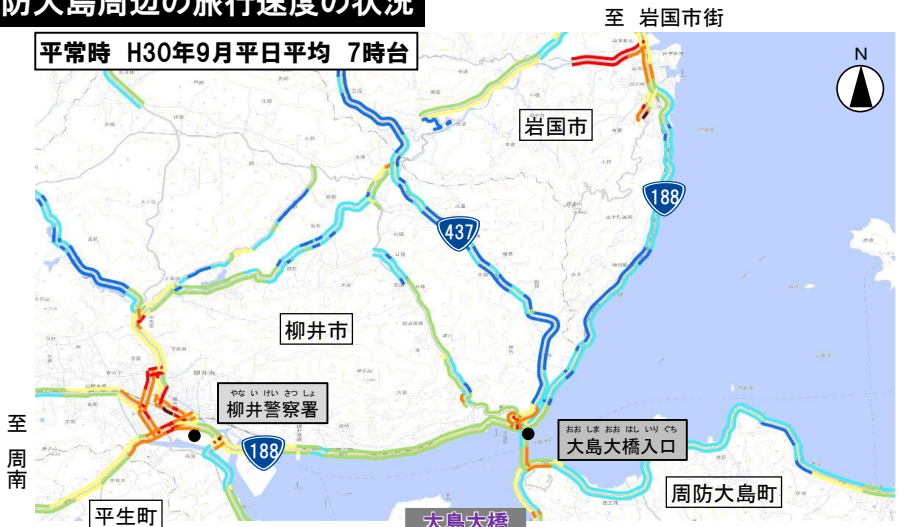 防大島周辺の旅行速度の状況
至 岩国市街
平常時 H30年9月平日平均 7時台
N
岩国市
188
437
柳井市
やないけいさつしょ
柳井警察署
おおしまおおはしいりぐち
大島大橋入口
至
周南
188
周防大島町
平生町
大島大橋